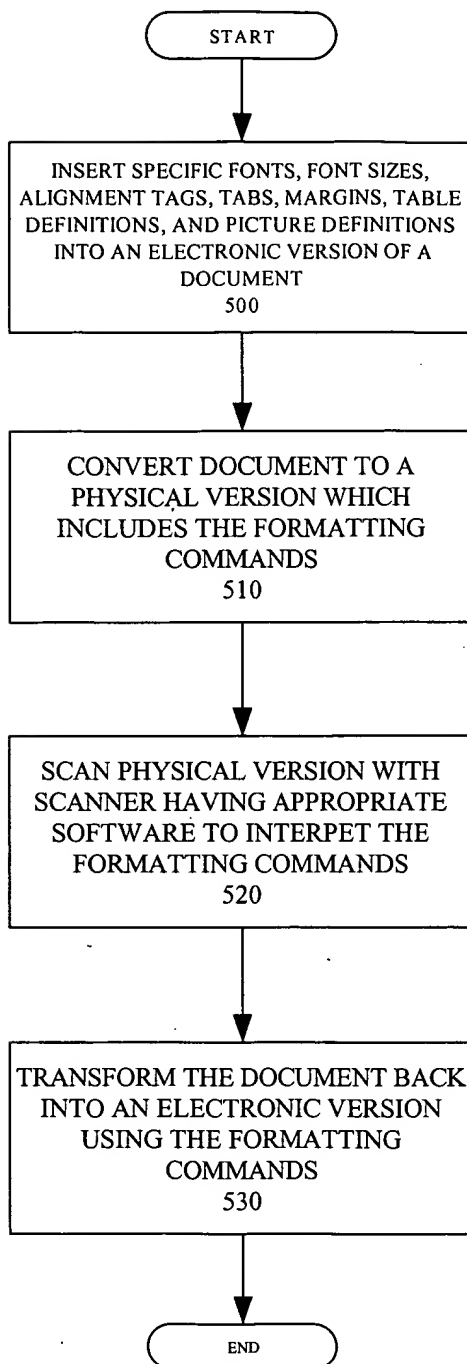 START
INSERT SPECIFIC FONTS, FONT SIZES,
ALIGNMENT TAGS, TABS, MARGINS, TABLE
DEFINITIONS, AND PICTURE DEFINITIONS
INTO AN ELECTRONIC VERSION OF A
DOCUMENT
500
CONVERT DOCUMENT TO A
PHYSICAL VERSION WHICH
INCLUDES THE FORMATTING
COMMANDS
510
SCAN PHYSICAL VERSION WITH
SCANNER HAVING APPROPRIATE
SOFTWARE TO INTERPET THE
FORMATTING COMMANDS
520
TRANSFORM THE DOCUMENT BACK
INTO AN ELECTRONIC VERSION
USING THE FORMATTING
COMMANDS
530
END